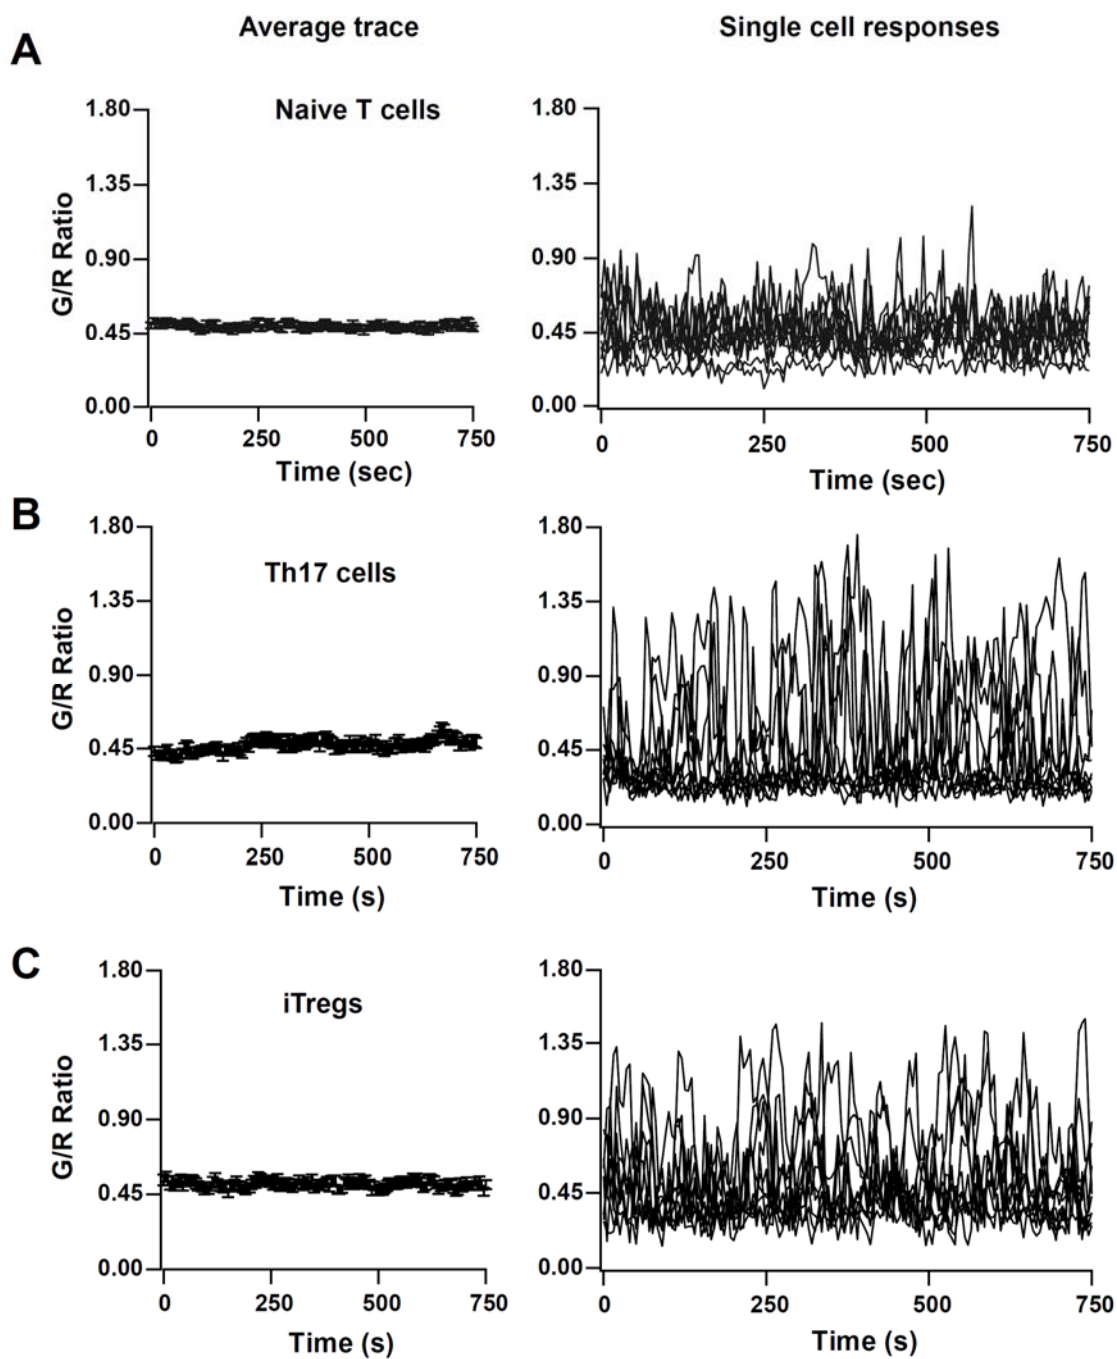 Average trace
Single cell responses
A
Naive T cells
G/R Ratio
1.80
1.35
0.90
0.45
0.00
0 250 500 750
Time (sec)
1.80
1.35
0.90
0.45
0.00
0 250 500 750
Time (sec)
B
Th17 cells
G/R Ratio
1.80
1.35
0.90
0.45
0.00
0 250 500 750
Time (s)
1.80
1.35
0.90
0.45
0.00
0 250 500 750
Time (s)
C
iTregs
G/R Ratio
1.80
1.35
0.90
0.45
0.00
0 250 500 750
Time (s)
1.80
1.35
0.90
0.45
0.00
0 250 500 750
Time (s)